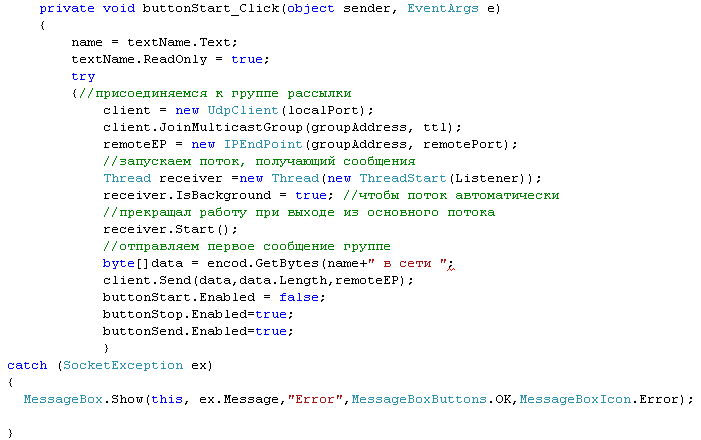 private void buttonStart_Click(object sender, EventArgs e)
{
name = textName.Text;
textName.ReadOnly = true;
try
{//присоединяемся к группе рассылки
client = new UdpClient(localPort);
client.JoinMulticastGroup(groupAddress, ttl);
remoteEP = new IPEndPoint(groupAddress, remotePort);
//запускаем поток, получающий сообщения
Thread receiver =new Thread(new ThreadStart(Listener));
receiver.IsBackground = true; //чтобы поток автоматически
//прекращал работу при выходе из основного потока
receiver.Start();
//отправляем первое сообщение группе
byte[]data = encod.GetBytes(name+" в сети ";
client.Send(data,data.Length,remoteEP);
buttonStart.Enabled = false;
buttonStop.Enabled=true;
buttonSend.Enabled=true;
}
catch (SocketException ex)
{
MessageBox.Show(this, ex.Message,"Error",MessageBoxButtons.OK,MessageBoxIcon.Error);
}